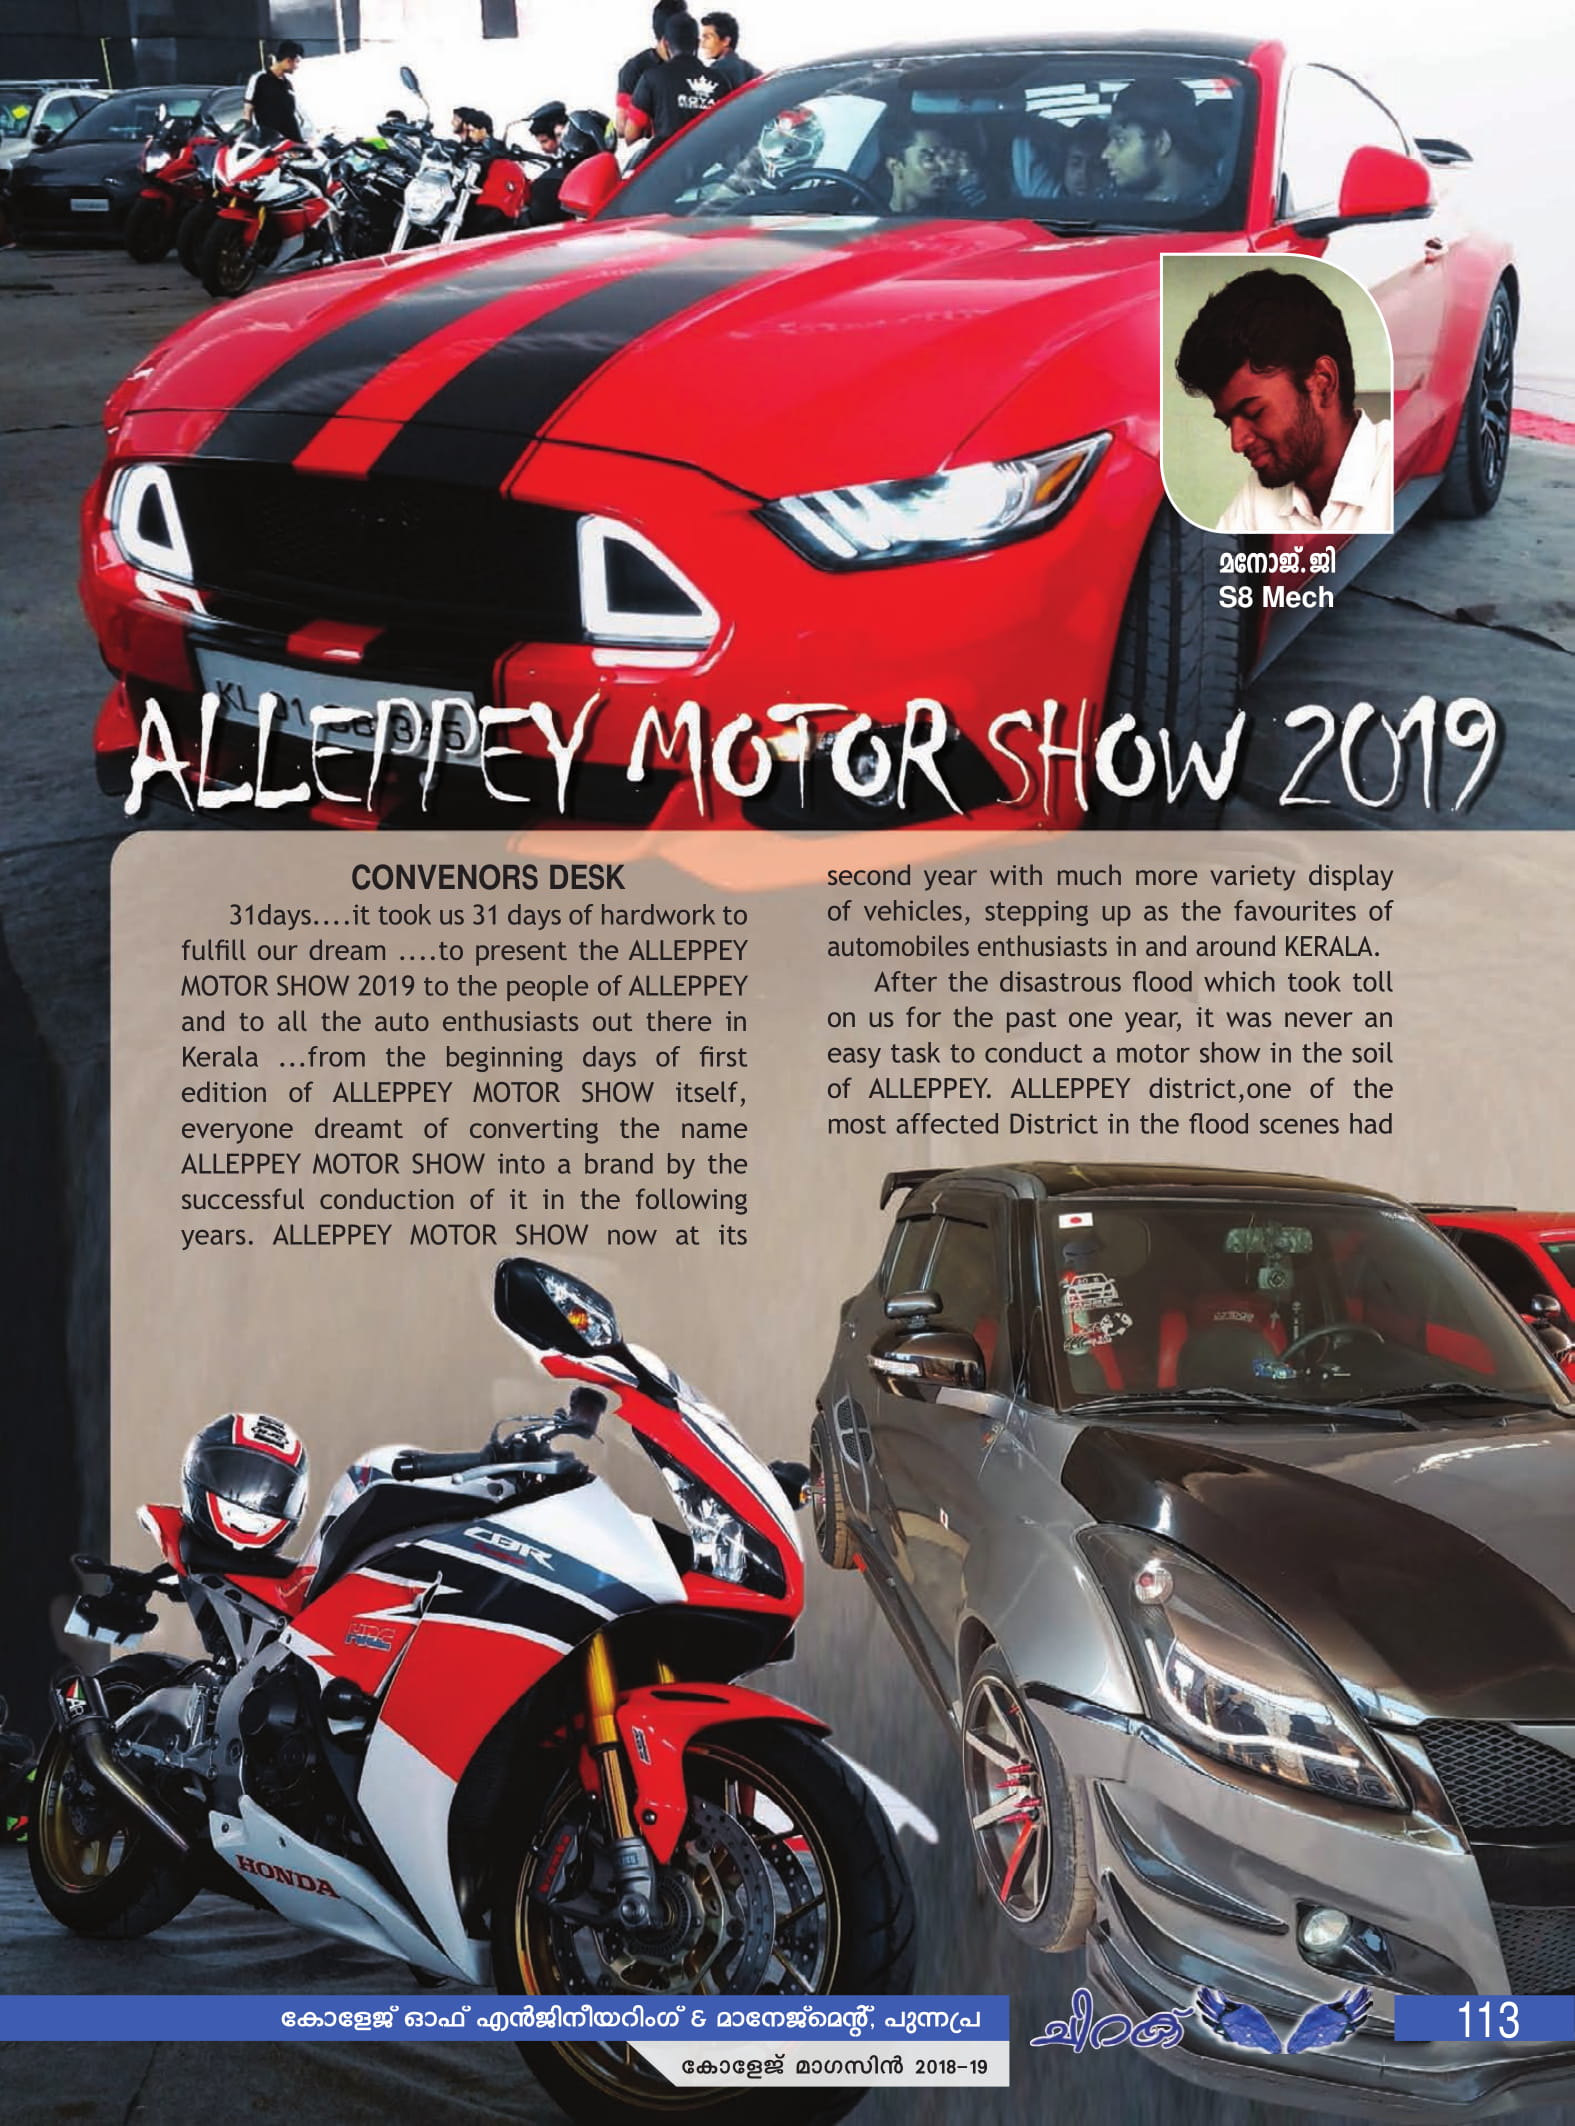 ROYA
മനോജ്.ജി
S8 Mech
ALLEPPEY MOTOR SHOW 2019
CONVENORS DESK
31days....it took us 31 days of hardwork to
fulfill our dream ....to present the ALLEPPEY
MOTOR SHOW 2019 to the people of ALLEPPEY
and to all the auto enthusiasts out there in
Kerala ...from the beginning days of first
edition of ALLEPPEY MOTOR SHOW itself,
everyone dreamt of converting the name
ALLEPPEY MOTOR SHOW into a brand by the
successful conduction of it in the following
years. ALLEPPEY MOTOR SHOW now at its
second year with much more variety display
of vehicles, stepping up as the favourites of
automobiles enthusiasts in and around KERALA.
After the disastrous flood which took toll
on us for the past one year, it was never an
easy task to conduct a motor show in the soil
of ALLEPPEY. ALLEPPEY district,one of the
most affected District in the flood scenes had
CBR
HRC
HONDA
കോളേജ് ഓഫ് എൻജിനീയറിംഗ് & മാനേജ്മെന്റ്, പുന്നപ്ര
ചിറക്
113
കോളേജ് മാഗസിൻ 2018-19